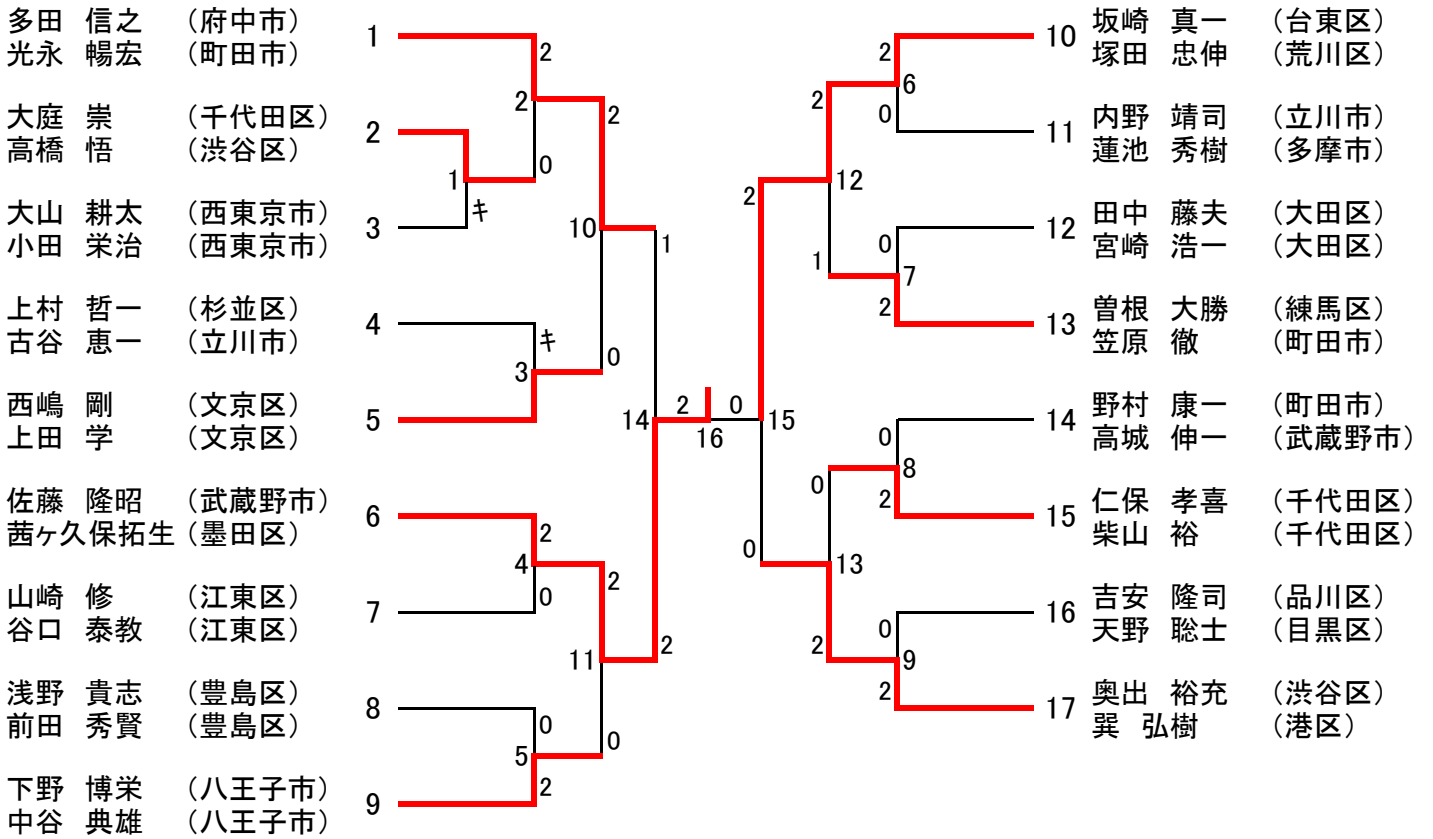 多田 信之 (府中市)
光永 暢宏 (町田市)
1
大庭 崇 (千代田区)
高橋 悟 (渋谷区)
2
大山 耕太 (西東京市)
小田 栄治 (西東京市)
3
上村 哲一 (杉並区)
古谷 恵一 (立川市)
4
西嶋 剛 (文京区)
上田 学 (文京区)
5
佐藤 隆昭 (武蔵野市)
茜ヶ久保拓生 (墨田区)
6
山崎 修 (江東区)
谷口 泰教 (江東区)
7
浅野 貴志 (豊島区)
前田 秀賢 (豊島区)
8
下野 博栄 (八王子市)
中谷 典雄 (八王子市)
9
2
2
2
0
1
キ
10
1
キ
3
0
14
2
0
16
15
2
4
2
0
11
2
0
5
0
2
2
6
2
0
12
2
0
1
7
2
0
8
0
2
0
13
0
2
9
2
10
坂崎 真一 (台東区)
塚田 忠伸 (荒川区)
11
内野 靖司 (立川市)
蓮池 秀樹 (多摩市)
12
田中 藤夫 (大田区)
宮崎 浩一 (大田区)
13
曽根 大勝 (練馬区)
笠原 徹 (町田市)
14
野村 康一 (町田市)
高城 伸一 (武蔵野市)
15
仁保 孝喜 (千代田区)
柴山 裕 (千代田区)
16
吉安 隆司 (品川区)
天野 聡士 (目黒区)
17
奥出 裕充 (渋谷区)
巽 弘樹 (港区)